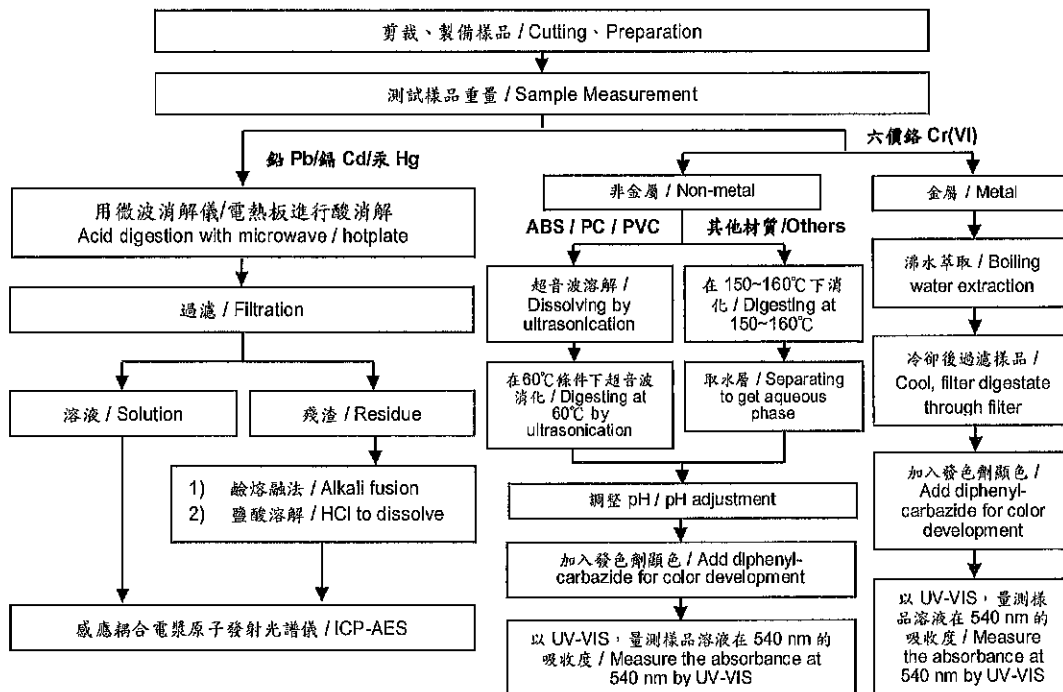 剪裁、製備樣品 / Cutting、Preparation
測試樣品重量 / Sample Measurement
鉛 Pb/鎘 Cd/汞 Hg
六價鉻 Cr(VI)
用微波消解儀/電熱板進行酸消解
Acid digestion with microwave / hotplate
過濾 / Filtration
溶液 / Solution
殘渣 / Residue
1) 鹼熔融法 / Alkali fusion
2) 鹽酸溶解 / HCl to dissolve
感應耦合電漿原子發射光譜儀 / ICP-AES
非金屬 / Non-metal
ABS / PC / PVC
其他材質/Others
超音波溶解 /
Dissolving by
ultrasonication
在60℃條件下超音波
消化 / Digesting at
60℃ by
ultrasonication
在 150~160℃下消
化 / Digesting at
150~160℃
取水層 / Separating
to get aqueous
phase
調整 pH / pH adjustment
加入發色劑顯色 / Add diphenyl-
carbazide for color development
以 UV-VIS，量測樣品溶液在 540 nm 的
吸收度 / Measure the absorbance at
540 nm by UV-VIS
金屬 / Metal
沸水萃取 / Boiling
water extraction
冷卻後過濾樣品 /
Cool, filter digestate
through filter
加入發色劑顯色 /
Add diphenyl-
carbazide for color
development
以 UV-VIS，量測樣
品溶液在 540 nm 的
吸收度 / Measure
the absorbance at
540 nm by UV-VIS